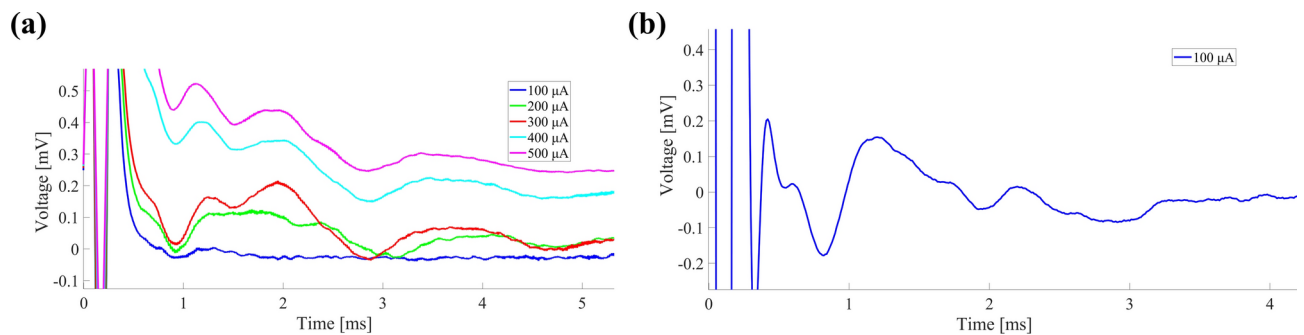 (a)
Voltage [mV]
0.5
0.4
0.3
0.2
0.1
0
-0.1
0
1
2
3
4
5
Time [ms]
100 μA
200 μA
300 μA
400 μA
500 μA
(b)
Voltage [mV]
0.4
0.3
0.2
0.1
0
-0.1
-0.2
0
1
2
3
4
Time [ms]
100 μA